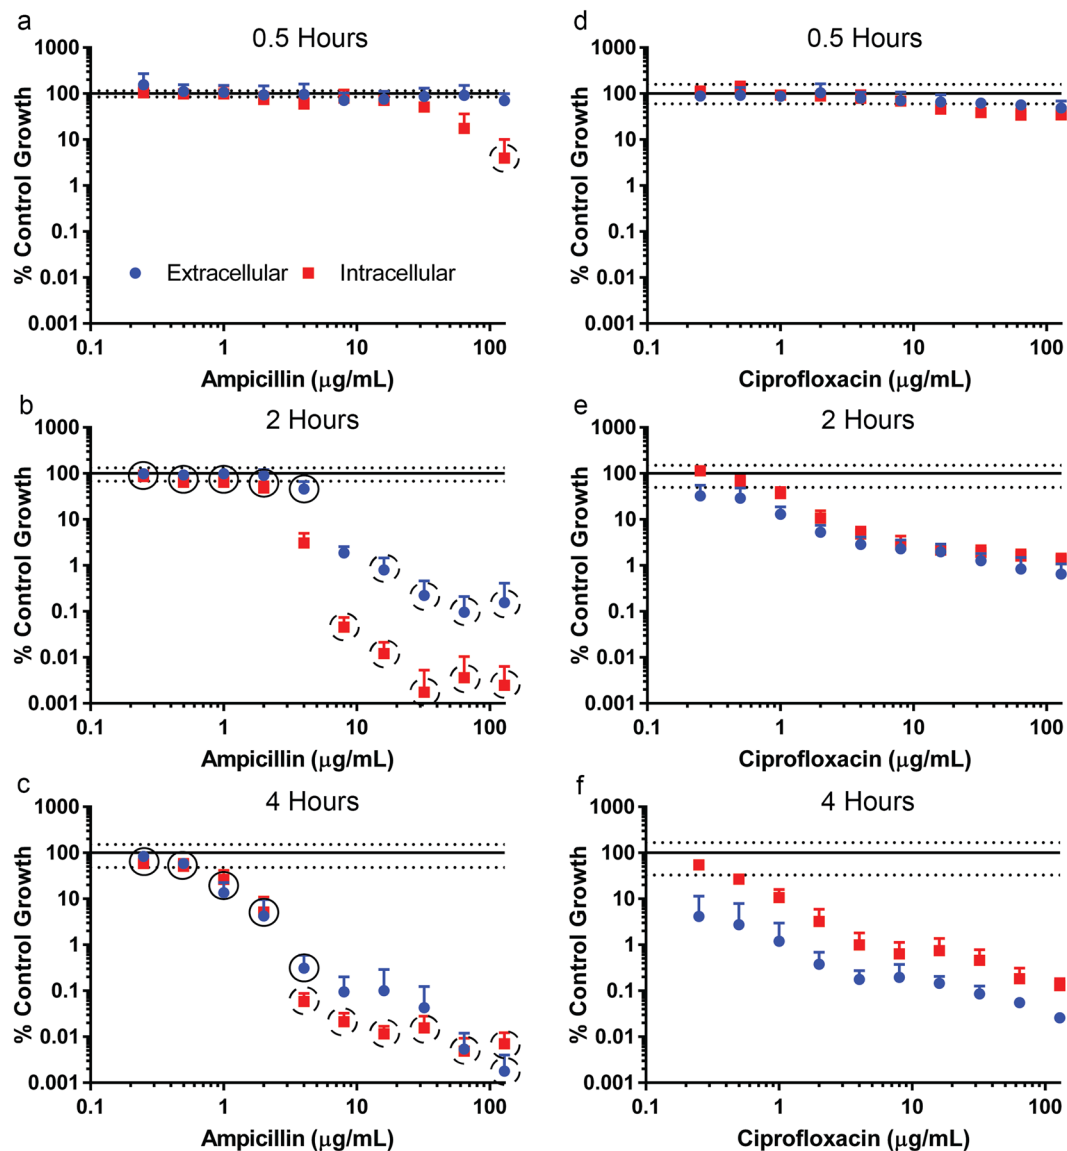 a
0.5 Hours
1000
100
10
1
0.1
0.01
0.001
% Control Growth
Extracellular
Intracellular
0.1 1 10 100
Ampicillin (μg/mL)
d
0.5 Hours
1000
100
10
1
0.1
0.01
0.001
% Control Growth
0.1 1 10 100
Ciprofloxacin (μg/mL)
b
2 Hours
1000
100
10
1
0.1
0.01
0.001
% Control Growth
0.1 1 10 100
Ampicillin (μg/mL)
e
2 Hours
1000
100
10
1
0.1
0.01
0.001
% Control Growth
0.1 1 10 100
Ciprofloxacin (μg/mL)
c
4 Hours
1000
100
10
1
0.1
0.01
0.001
% Control Growth
0.1 1 10 100
Ampicillin (μg/mL)
f
4 Hours
1000
100
10
1
0.1
0.01
0.001
% Control Growth
0.1 1 10 100
Ciprofloxacin (μg/mL)